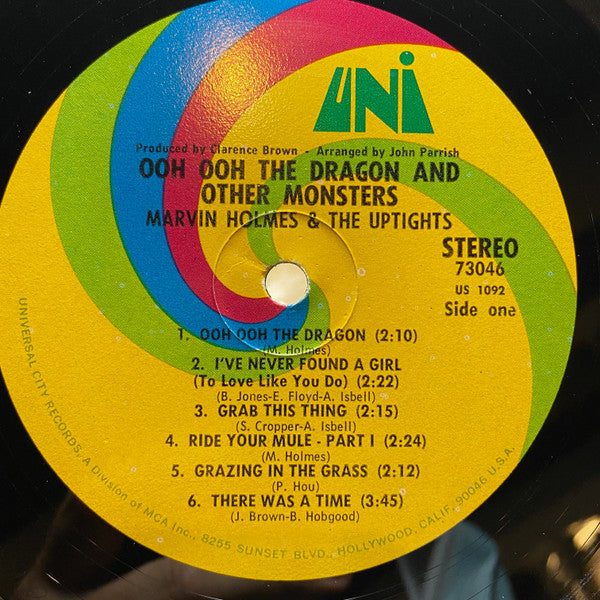 UNI
Produced by Clarence Brown - Arranged by John Parrish
OOH OOH THE DRAGON AND
OTHER MONSTERS
MARVIN HOLMES & THE UPTIGHTS
STEREO
73046
US 1092
Side one
1. OOH OOH THE DRAGON (2:10)
(M. Holmes)
2. I'VE NEVER FOUND A GIRL
(To Love Like You Do) (2:22)
(B. Jones-E. Floyd-A. Isbell)
3. GRAB THIS THING (2:15)
(S. Cropper-A. Isbell)
4. RIDE YOUR MULE - PART I (2:24)
(M. Holmes)
5. GRAZING IN THE GRASS (2:12)
(P. Hou)
6. THERE WAS A TIME (3:45)
(J. Brown-B. Hobgood)
UNIVERSAL CITY RECORDS, A Division of MCA Inc., 8255 SUNSET BLVD., HOLLYWOOD, CALIF. 90046 U.S.A.